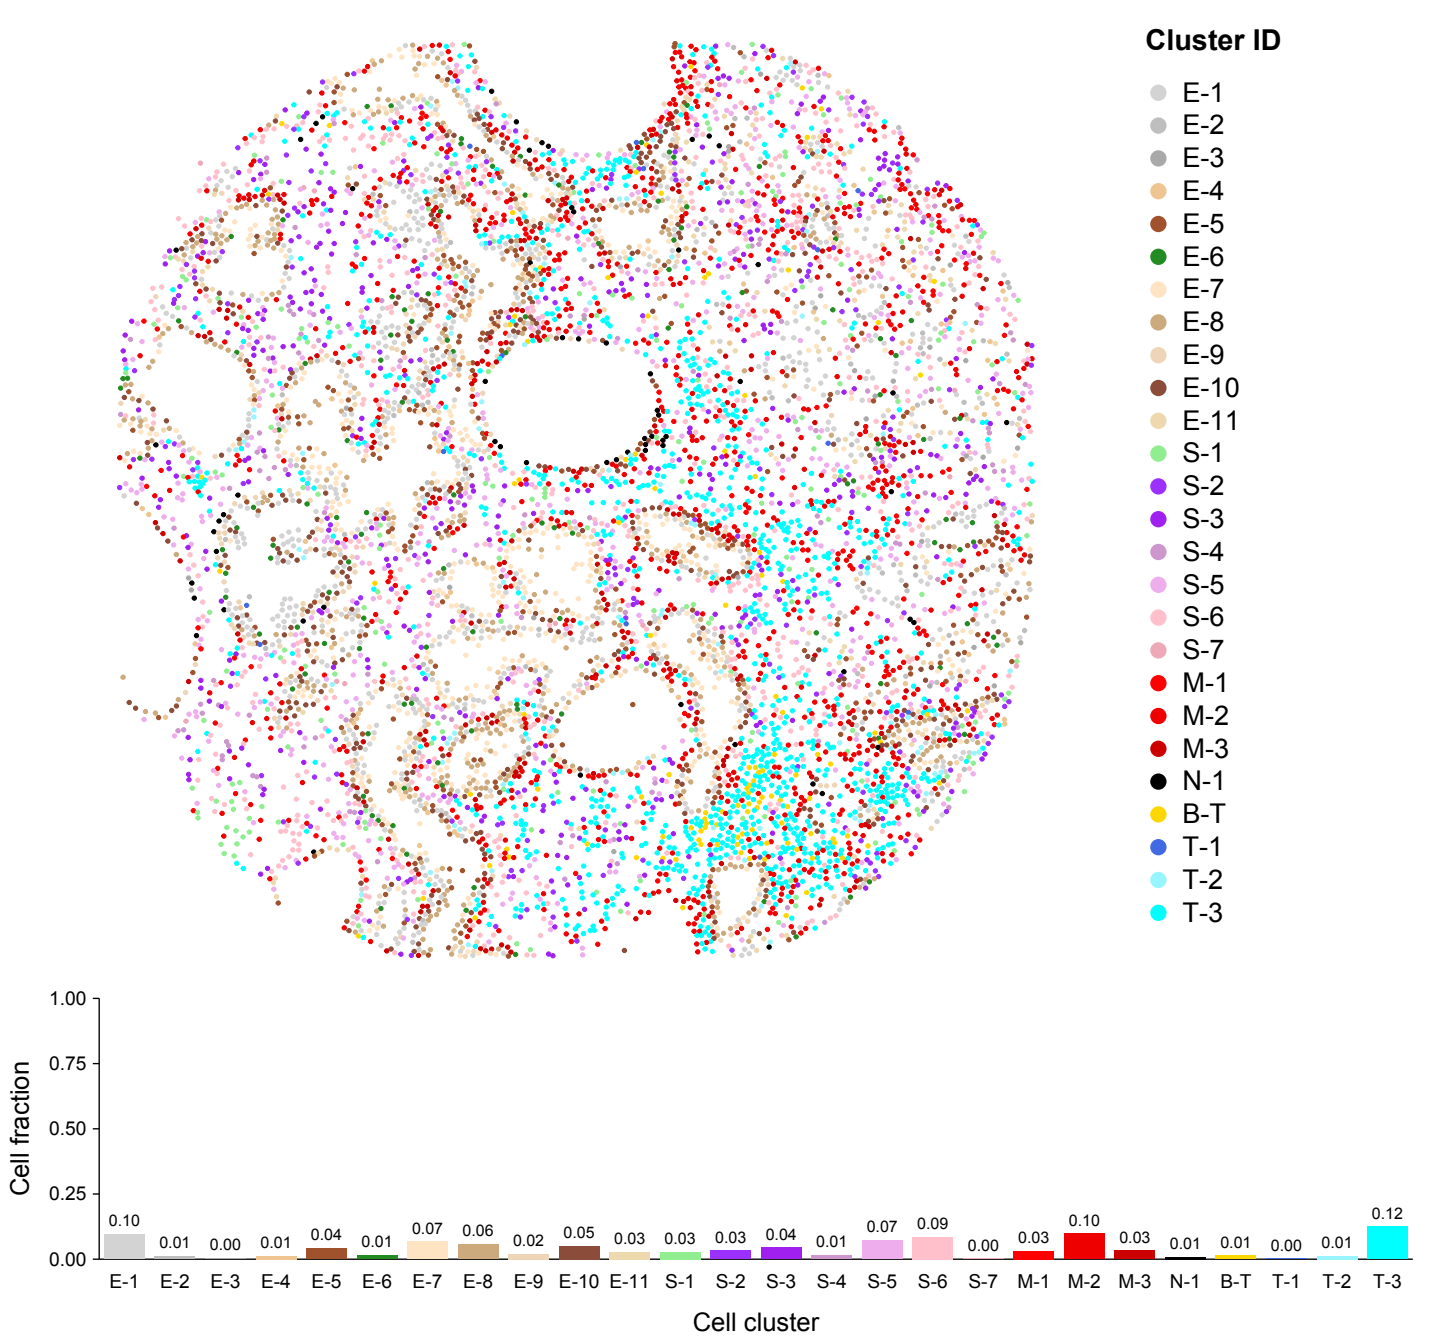 Cluster ID
E-1
E-2
E-3
E-4
E-5
E-6
E-7
E-8
E-9
E-10
E-11
S-1
S-2
S-3
S-4
S-5
S-6
S-7
M-1
M-2
M-3
N-1
B-T
T-1
T-2
T-3
Cell fraction
1.00
0.75
0.50
0.25
0.00
0.10 0.01 0.00 0.01 0.04 0.01 0.07 0.06 0.02 0.05 0.03 0.03 0.03 0.04 0.01 0.07 0.09 0.00 0.03 0.10 0.03 0.01 0.01 0.00 0.01 0.12
E-1 E-2 E-3 E-4 E-5 E-6 E-7 E-8 E-9 E-10 E-11 S-1 S-2 S-3 S-4 S-5 S-6 S-7 M-1 M-2 M-3 N-1 B-T T-1 T-2 T-3
Cell cluster